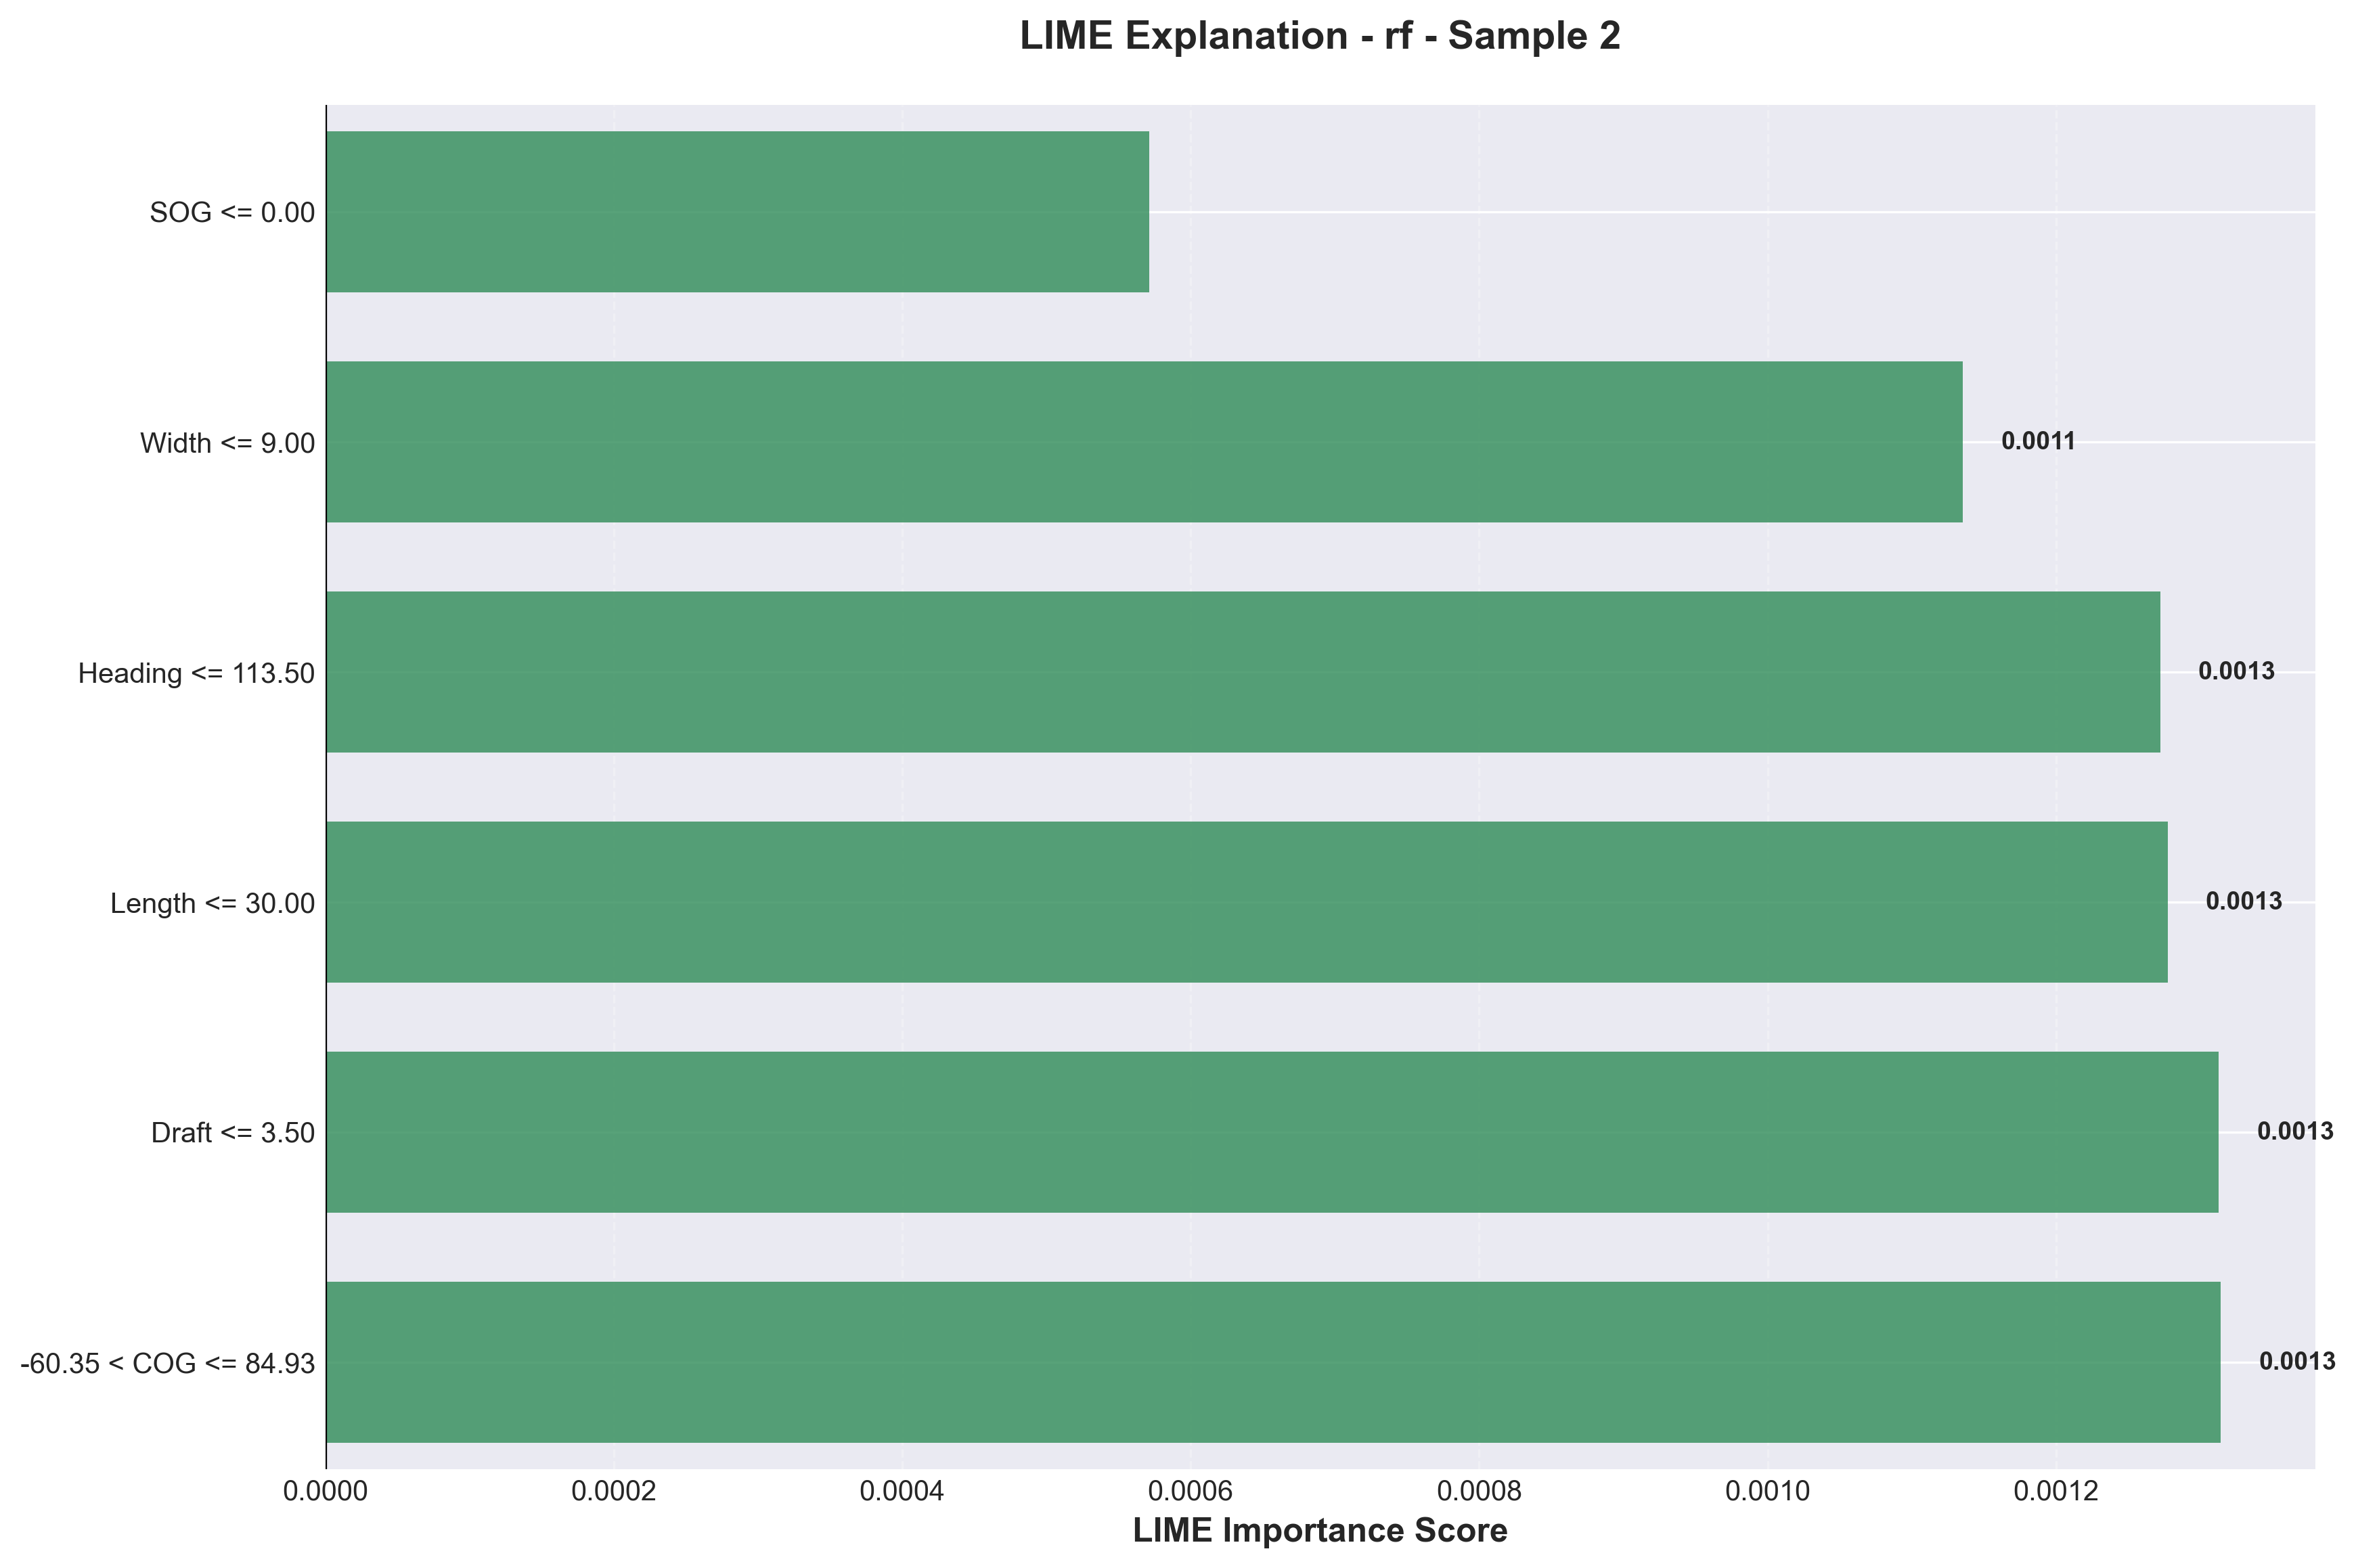 LIME Explanation - rf - Sample 2
SOG <= 0.00
Width <= 9.00
0.0011
Heading <= 113.50
0.0013
Length <= 30.00
0.0013
Draft <= 3.50
0.0013
-60.35 < COG <= 84.93
0.0013
0.0000 0.0002 0.0004 0.0006 0.0008 0.0010 0.0012
LIME Importance Score